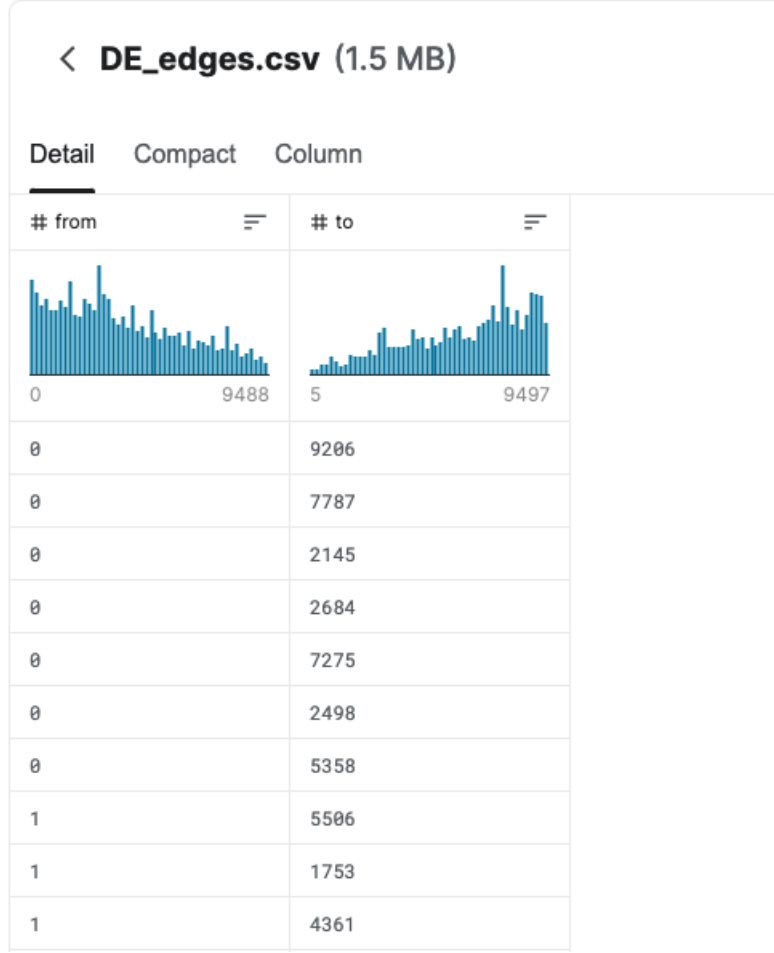 DE_edges.csv (1.5 MB)
Detail Compact Column
# from # to
0 9488 5 9497
0 9206
0 7787
0 2145
0 2684
0 7275
0 2498
0 5358
1 5506
1 1753
1 4361